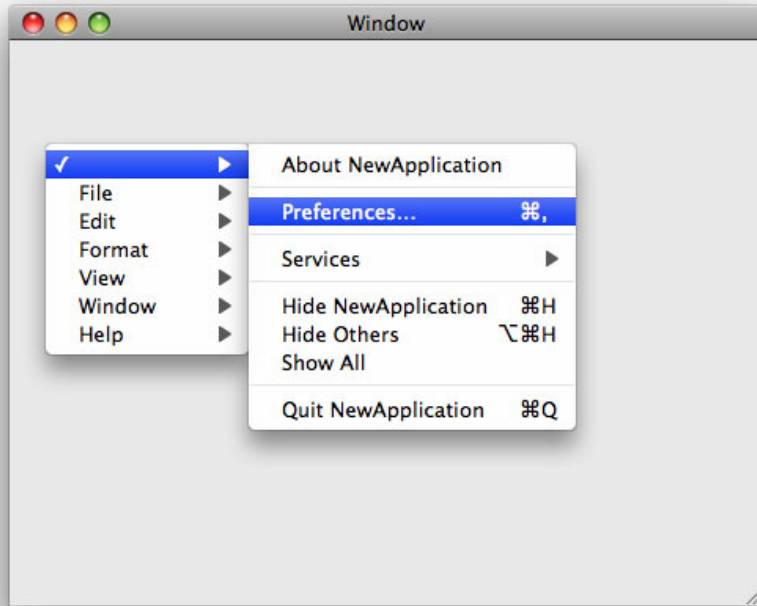 Window
✓
File
Edit
Format
View
Window
Help
About NewApplication
Preferences... ⌘,
Services
Hide NewApplication ⌘H
Hide Others ⌥⌘H
Show All
Quit NewApplication ⌘Q